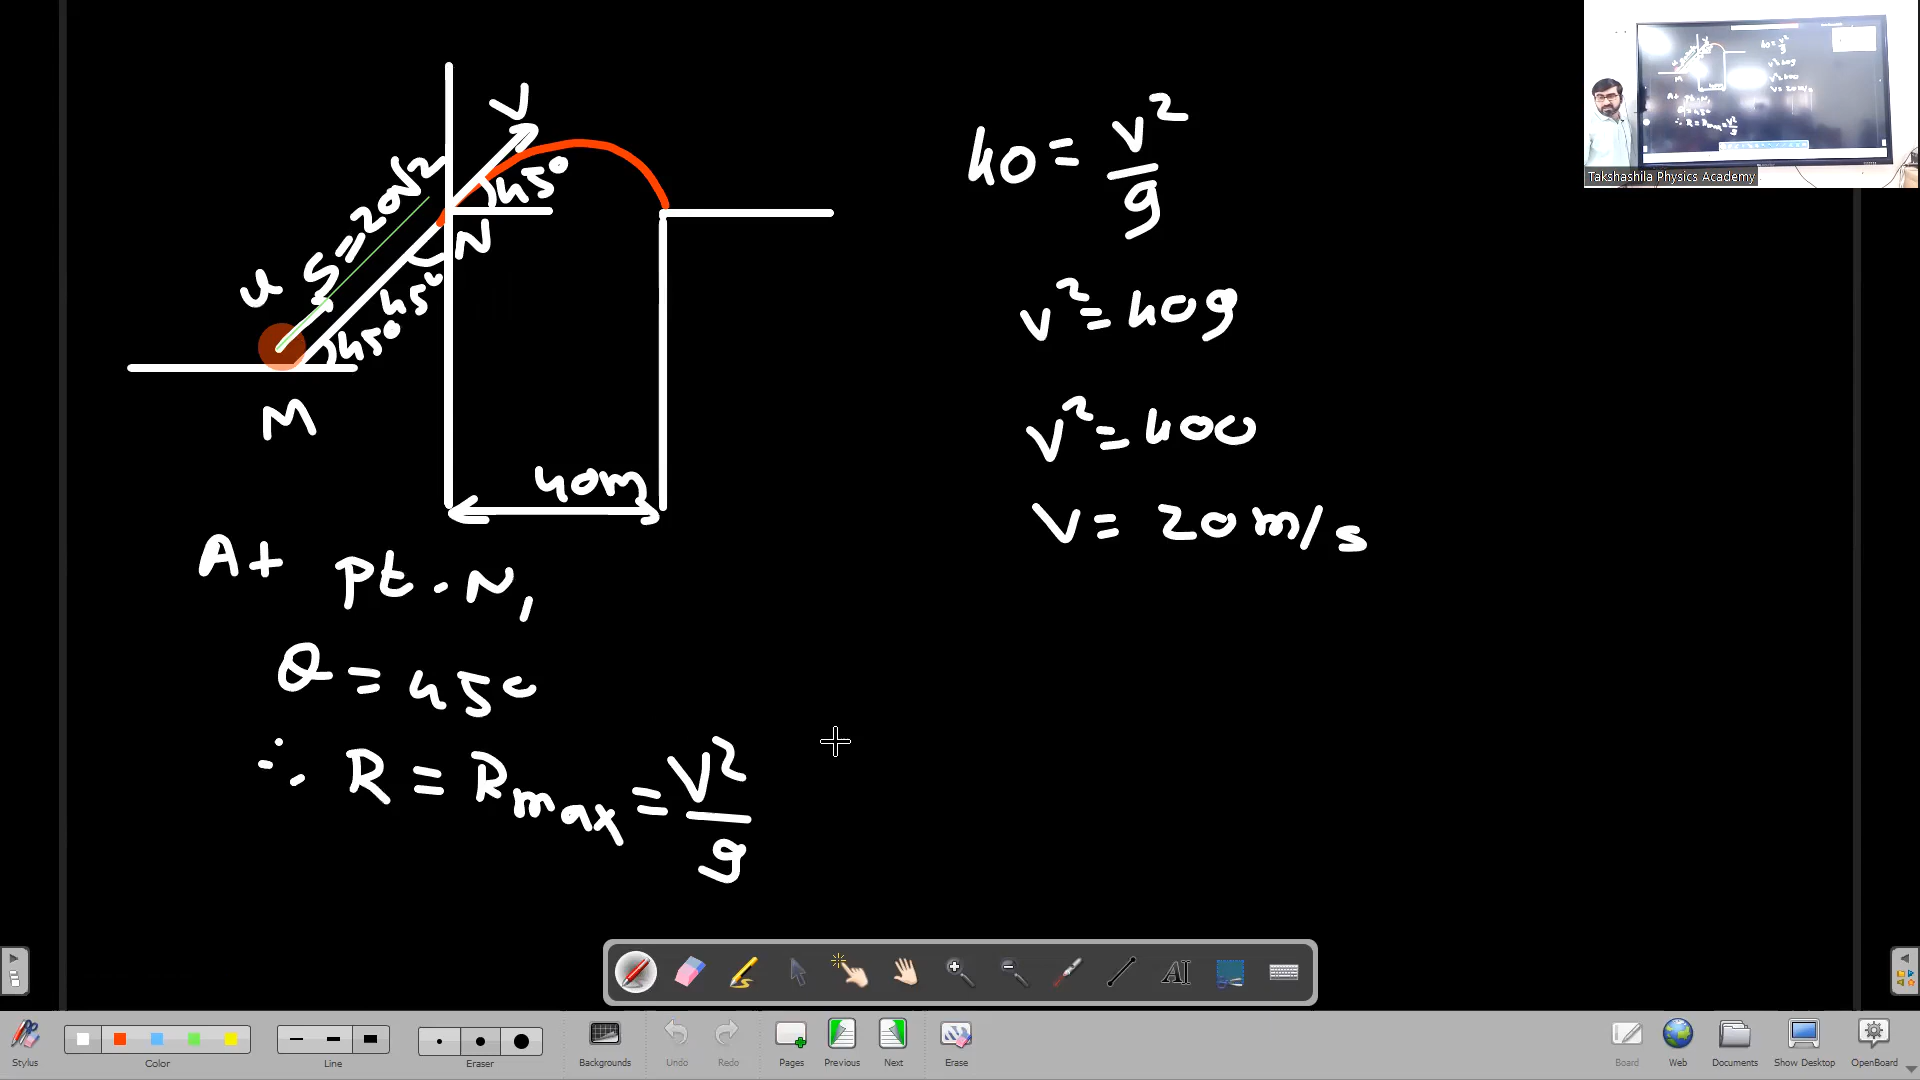 V
45°
S=20√2
u
N
45°
45°
M
40m
At pt. N,
θ = 45°
∴ R = Rmax = V²/g
40 = v²/g
v² = 40g
v² = 400
V = 20 m/s
Takshashila Physics Academy
Stylus
Color
Line
Eraser
Backgrounds
Undo
Redo
Pages
Previous
Next
Erase
Board
Web
Documents
Show Desktop
OpenBoard